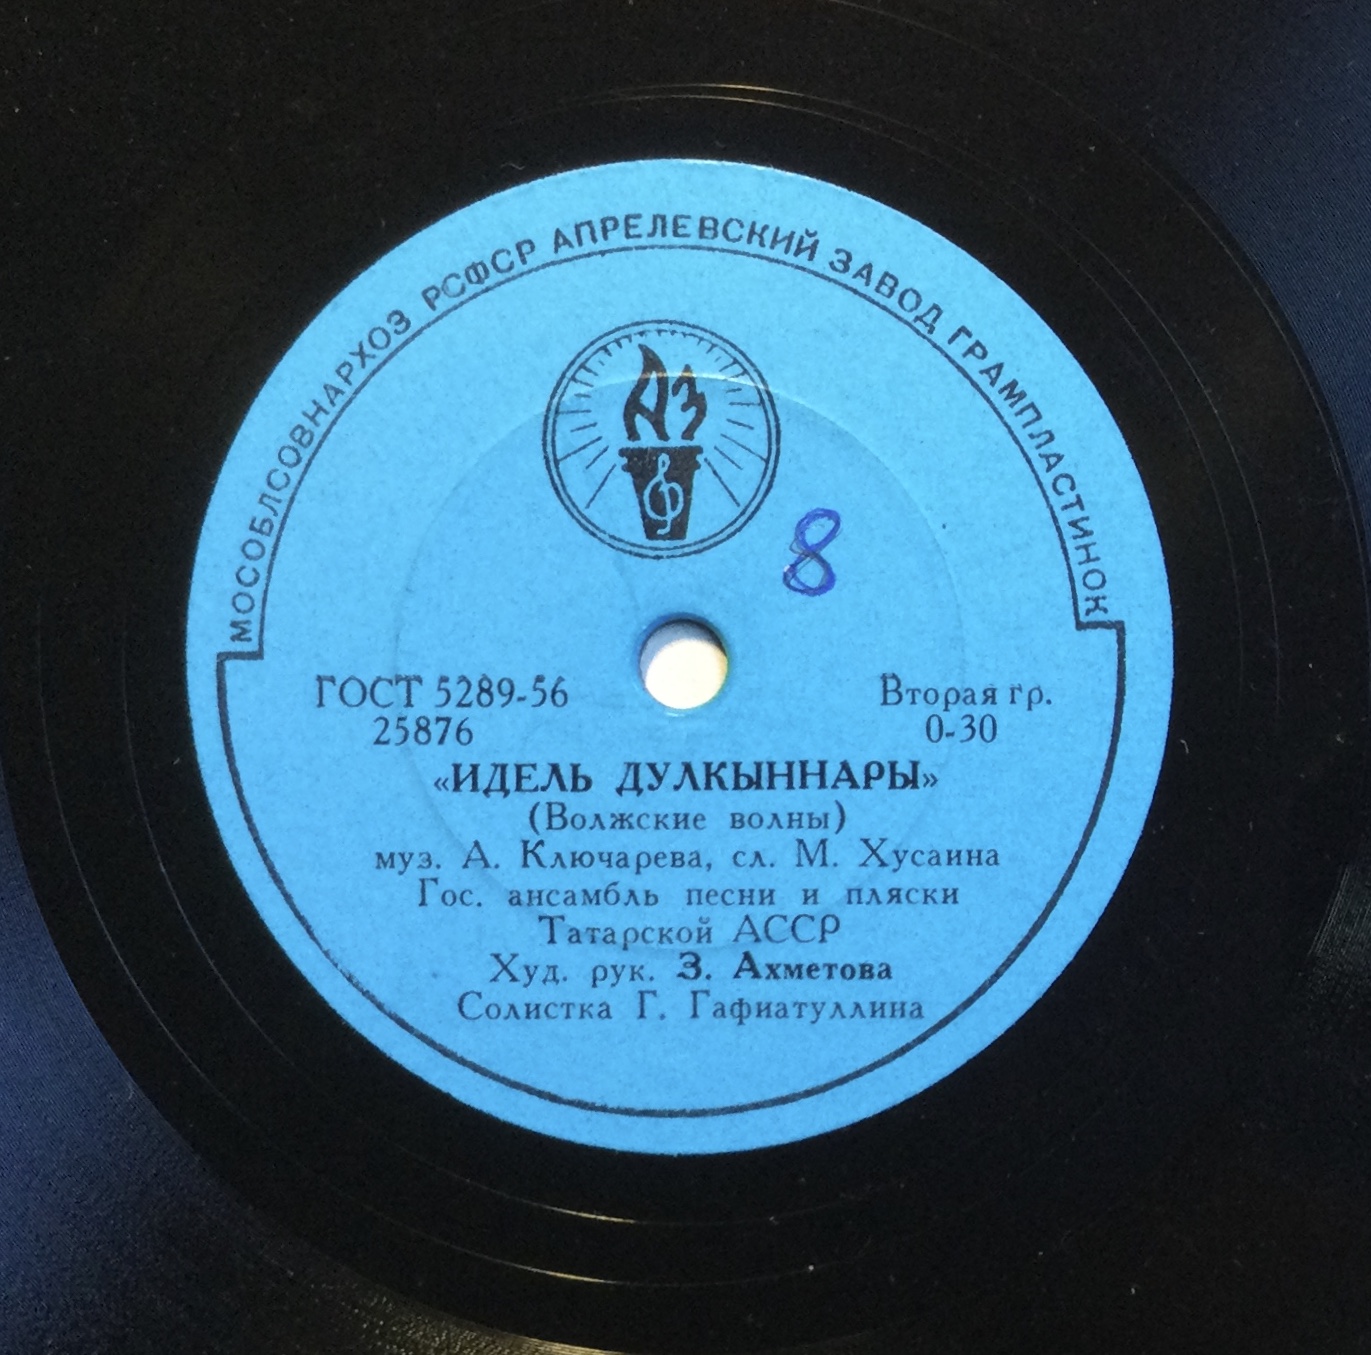 МОСОБЛСОВНАРХОЗ РСФСР АПРЕЛЕВСКИЙ ЗАВОД ГРАМПЛАСТИНОК
АЗ
8
ГОСТ 5289-56
25876
Вторая гр.
0-30
«ИДЕЛЬ ДУЛКЫННАРЫ»
(Волжские волны)
муз. А. Ключарева, сл. М. Хусаина
Гос. ансамбль песни и пляски
Татарской АССР
Худ. рук. З. Ахметова
Солистка Г. Гафиатуллина